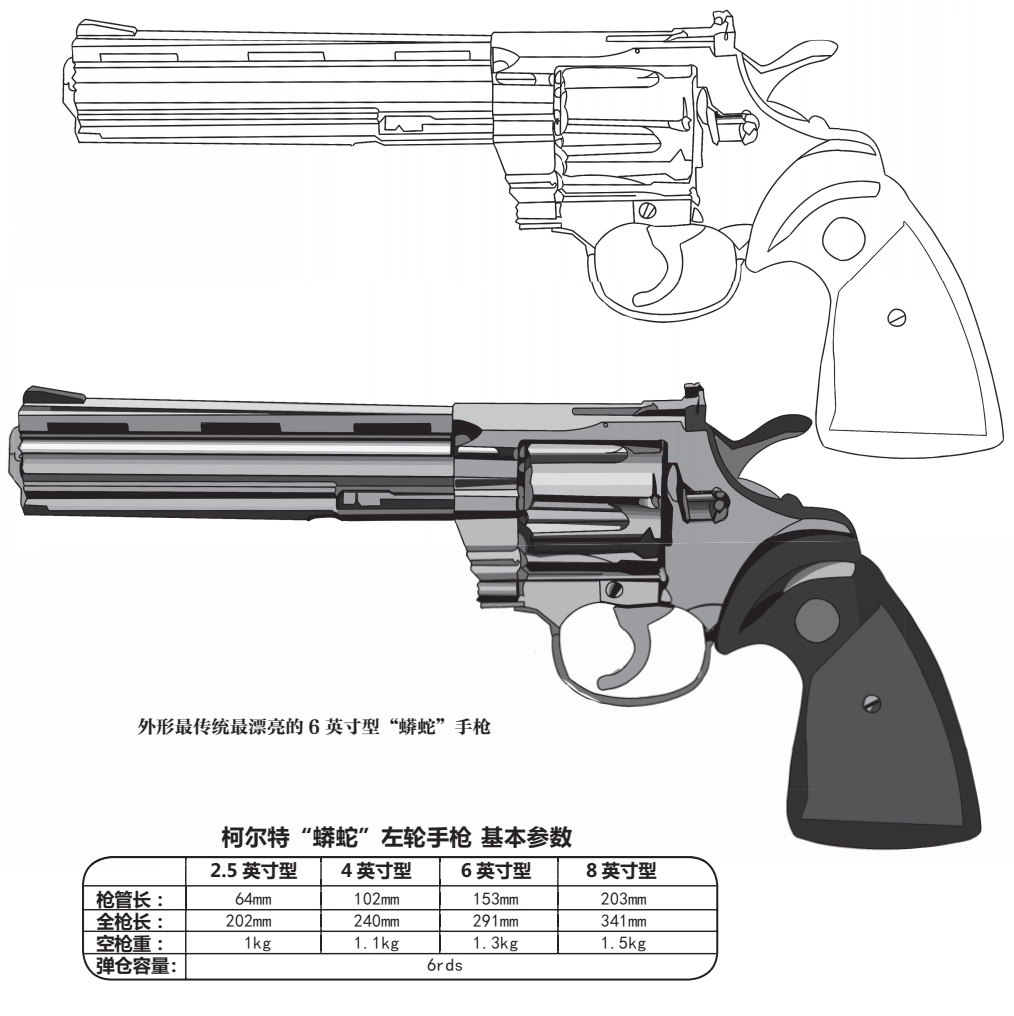 外形最传统最漂亮的 6 英寸型“蟒蛇”手枪
柯尔特“蟒蛇”左轮手枪 基本参数
2.5 英寸型 4 英寸型 6 英寸型 8 英寸型
枪管长： 64mm 102mm 153mm 203mm
全枪长： 202mm 240mm 291mm 341mm
空枪重： 1kg 1.1kg 1.3kg 1.5kg
弹仓容量: 6rds